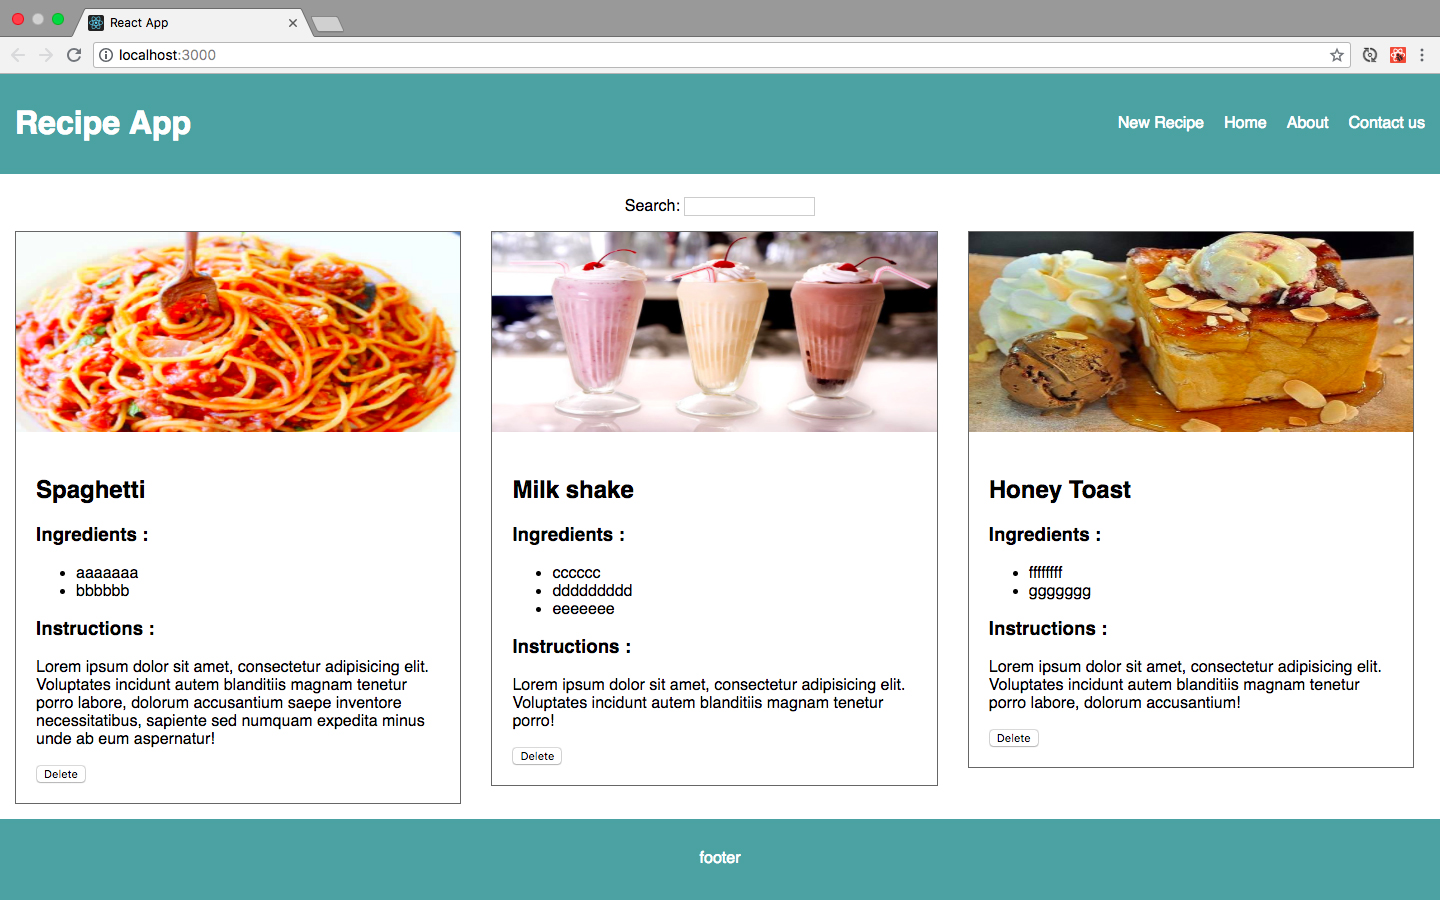 React App
localhost:3000
Recipe App
New Recipe Home About Contact us
Search:
Spaghetti
Ingredients :
aaaaaaa
bbbbbb
Instructions :
Lorem ipsum dolor sit amet, consectetur adipisicing elit.
Voluptates incidunt autem blanditiis magnam tenetur
porro labore, dolorum accusantium saepe inventore
necessitatibus, sapiente sed numquam expedita minus
unde ab eum aspernatur!
Delete
Milk shake
Ingredients :
cccccc
ddddddddd
eeeeeee
Instructions :
Lorem ipsum dolor sit amet, consectetur adipisicing elit.
Voluptates incidunt autem blanditiis magnam tenetur
porro!
Delete
Honey Toast
Ingredients :
ffffffff
ggggggg
Instructions :
Lorem ipsum dolor sit amet, consectetur adipisicing elit.
Voluptates incidunt autem blanditiis magnam tenetur
porro labore, dolorum accusantium!
Delete
footer